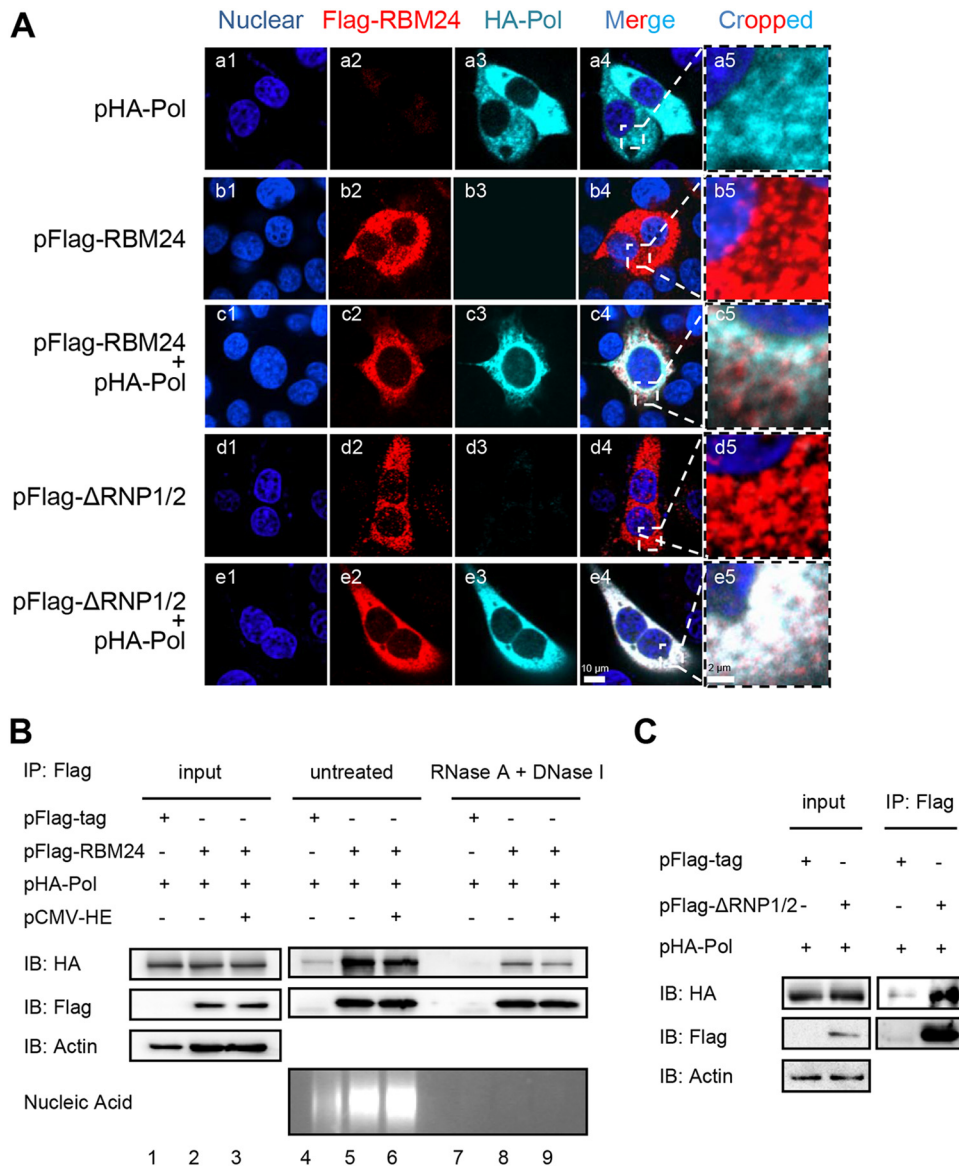 A
Nuclear Flag-RBM24 HA-Pol Merge Cropped
pHA-Pol
a1 a2 a3 a4 a5
pFlag-RBM24
b1 b2 b3 b4 b5
pFlag-RBM24
+
pHA-Pol
c1 c2 c3 c4 c5
pFlag-ΔRNP1/2
d1 d2 d3 d4 d5
pFlag-ΔRNP1/2
+
pHA-Pol
e1 e2 e3 e4 e5
10 µm 2 µm
B
IP: Flag input untreated RNase A + DNase I
pFlag-tag + - - + - - + - -
pFlag-RBM24 - + + - + + - + +
pHA-Pol + + + + + + + + +
pCMV-HE - - + - - + - - +
IB: HA
IB: Flag
IB: Actin
Nucleic Acid
1 2 3 4 5 6 7 8 9
C
input IP: Flag
pFlag-tag + - + -
pFlag-ΔRNP1/2 - + - +
pHA-Pol + + + +
IB: HA
IB: Flag
IB: Actin